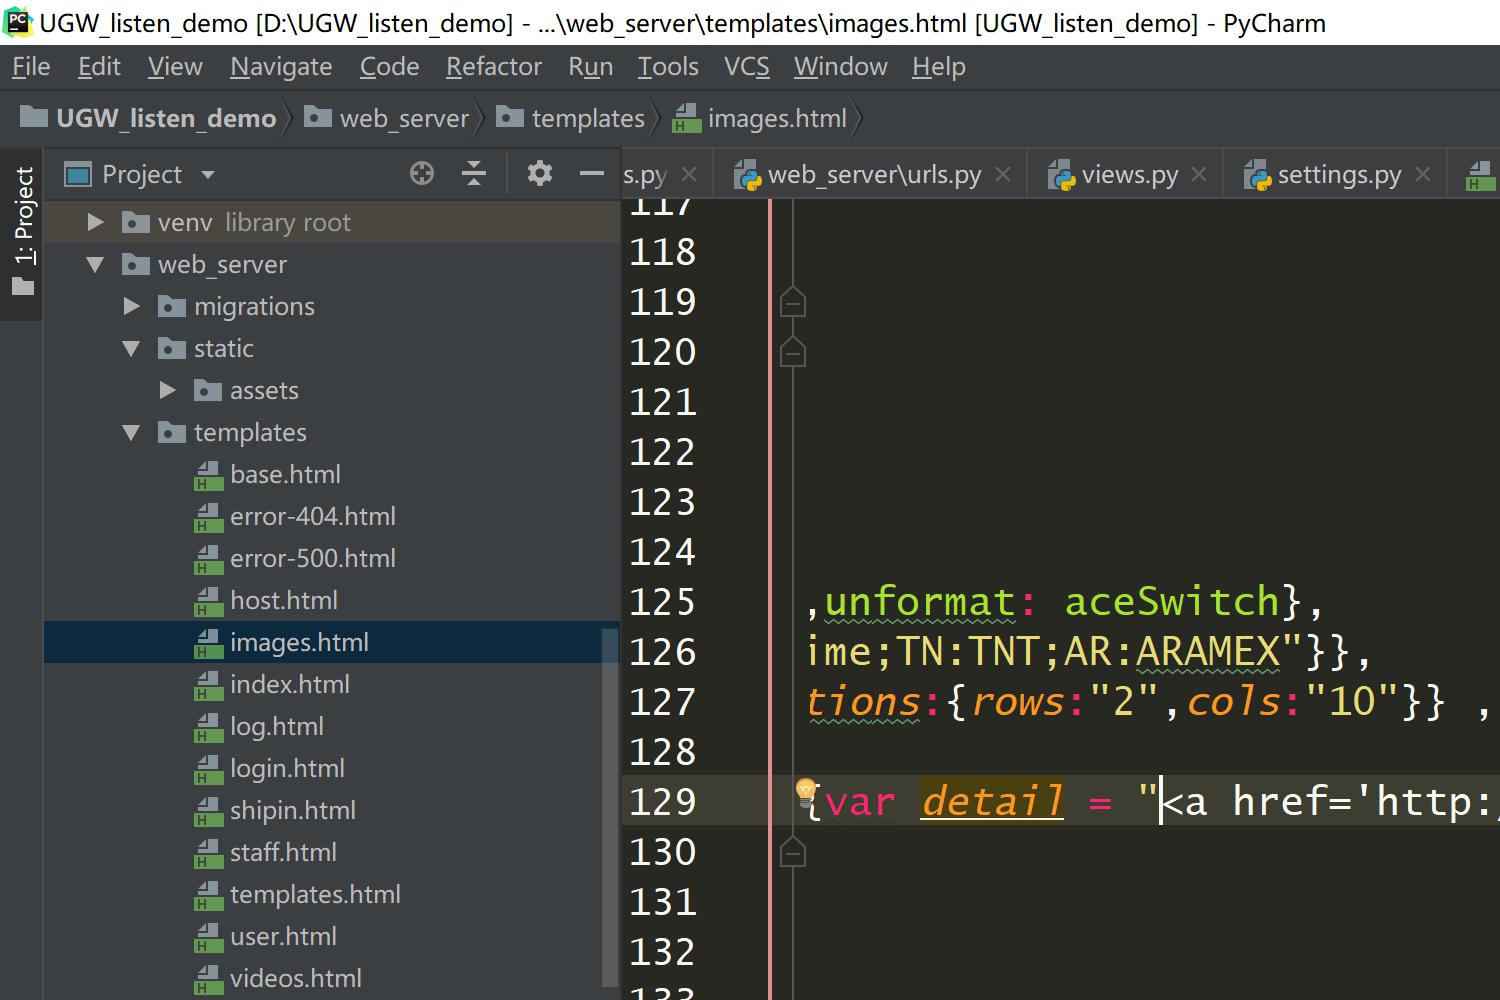 PC UGW_listen_demo [D:\UGW_listen_demo] - ...\web_server\templates\images.html [UGW_listen_demo] - PyCharm
File Edit View Navigate Code Refactor Run Tools VCS Window Help
UGW_listen_demo web_server templates H images.html
1: Project
Project
s.py web_server\urls.py views.py settings.py H
venv library root
web_server
migrations
static
assets
templates
H base.html
H error-404.html
H error-500.html
H host.html
H images.html
H index.html
H log.html
H login.html
H shipin.html
H staff.html
H templates.html
H user.html
H videos.html
117
118
119
120
121
122
123
124
125 ,unformat: aceSwitch},
126 ime;TN:TNT;AR:ARAMEX"}},
127 tions:{rows:"2",cols:"10"}} ,
128
129 {var detail = "<a href='http:/
130
131
132
133